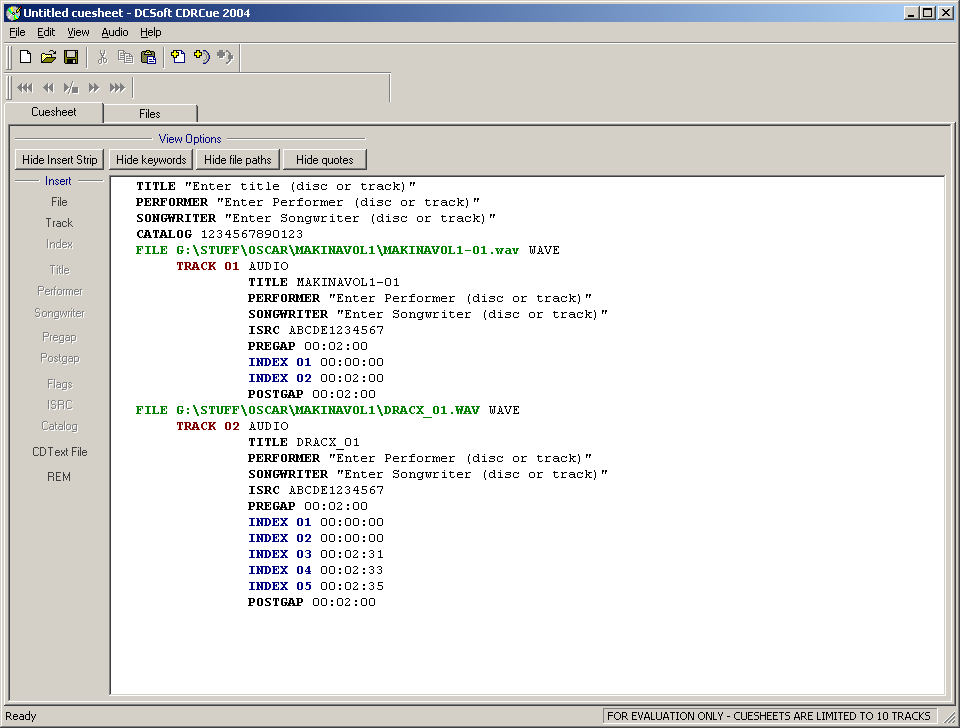 Untitled cuesheet - DCSoft CDRCue 2004
File Edit View Audio Help
Cuesheet Files
View Options
Hide Insert Strip Hide keywords Hide file paths Hide quotes
Insert
File
Track
Index
Title
Performer
Songwriter
Pregap
Postgap
Flags
ISRC
Catalog
CDText File
REM
TITLE "Enter title (disc or track)"
PERFORMER "Enter Performer (disc or track)"
SONGWRITER "Enter Songwriter (disc or track)"
CATALOG 1234567890123
FILE G:\STUFF\OSCAR\MAKINAVOL1\MAKINAVOL1-01.wav WAVE
TRACK 01 AUDIO
TITLE MAKINAVOL1-01
PERFORMER "Enter Performer (disc or track)"
SONGWRITER "Enter Songwriter (disc or track)"
ISRC ABCDE1234567
PREGAP 00:02:00
INDEX 01 00:00:00
INDEX 02 00:02:00
POSTGAP 00:02:00
FILE G:\STUFF\OSCAR\MAKINAVOL1\DRACX_01.WAV WAVE
TRACK 02 AUDIO
TITLE DRACX_01
PERFORMER "Enter Performer (disc or track)"
SONGWRITER "Enter Songwriter (disc or track)"
ISRC ABCDE1234567
PREGAP 00:02:00
INDEX 01 00:00:00
INDEX 02 00:00:00
INDEX 03 00:02:31
INDEX 04 00:02:33
INDEX 05 00:02:35
POSTGAP 00:02:00
Ready
FOR EVALUATION ONLY - CUESHEETS ARE LIMITED TO 10 TRACKS